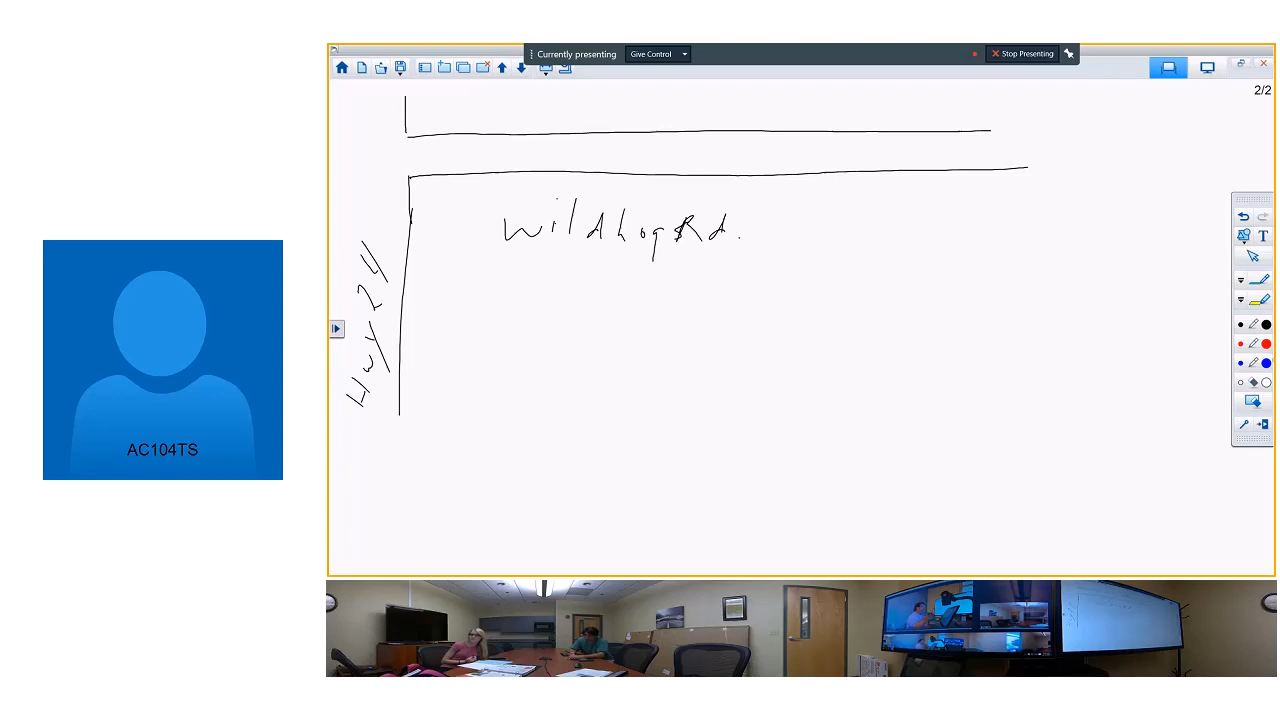 Currently presenting
Give Control
Stop Presenting
2/2
T
Wildhog Rd.
Hwy 24
AC104TS